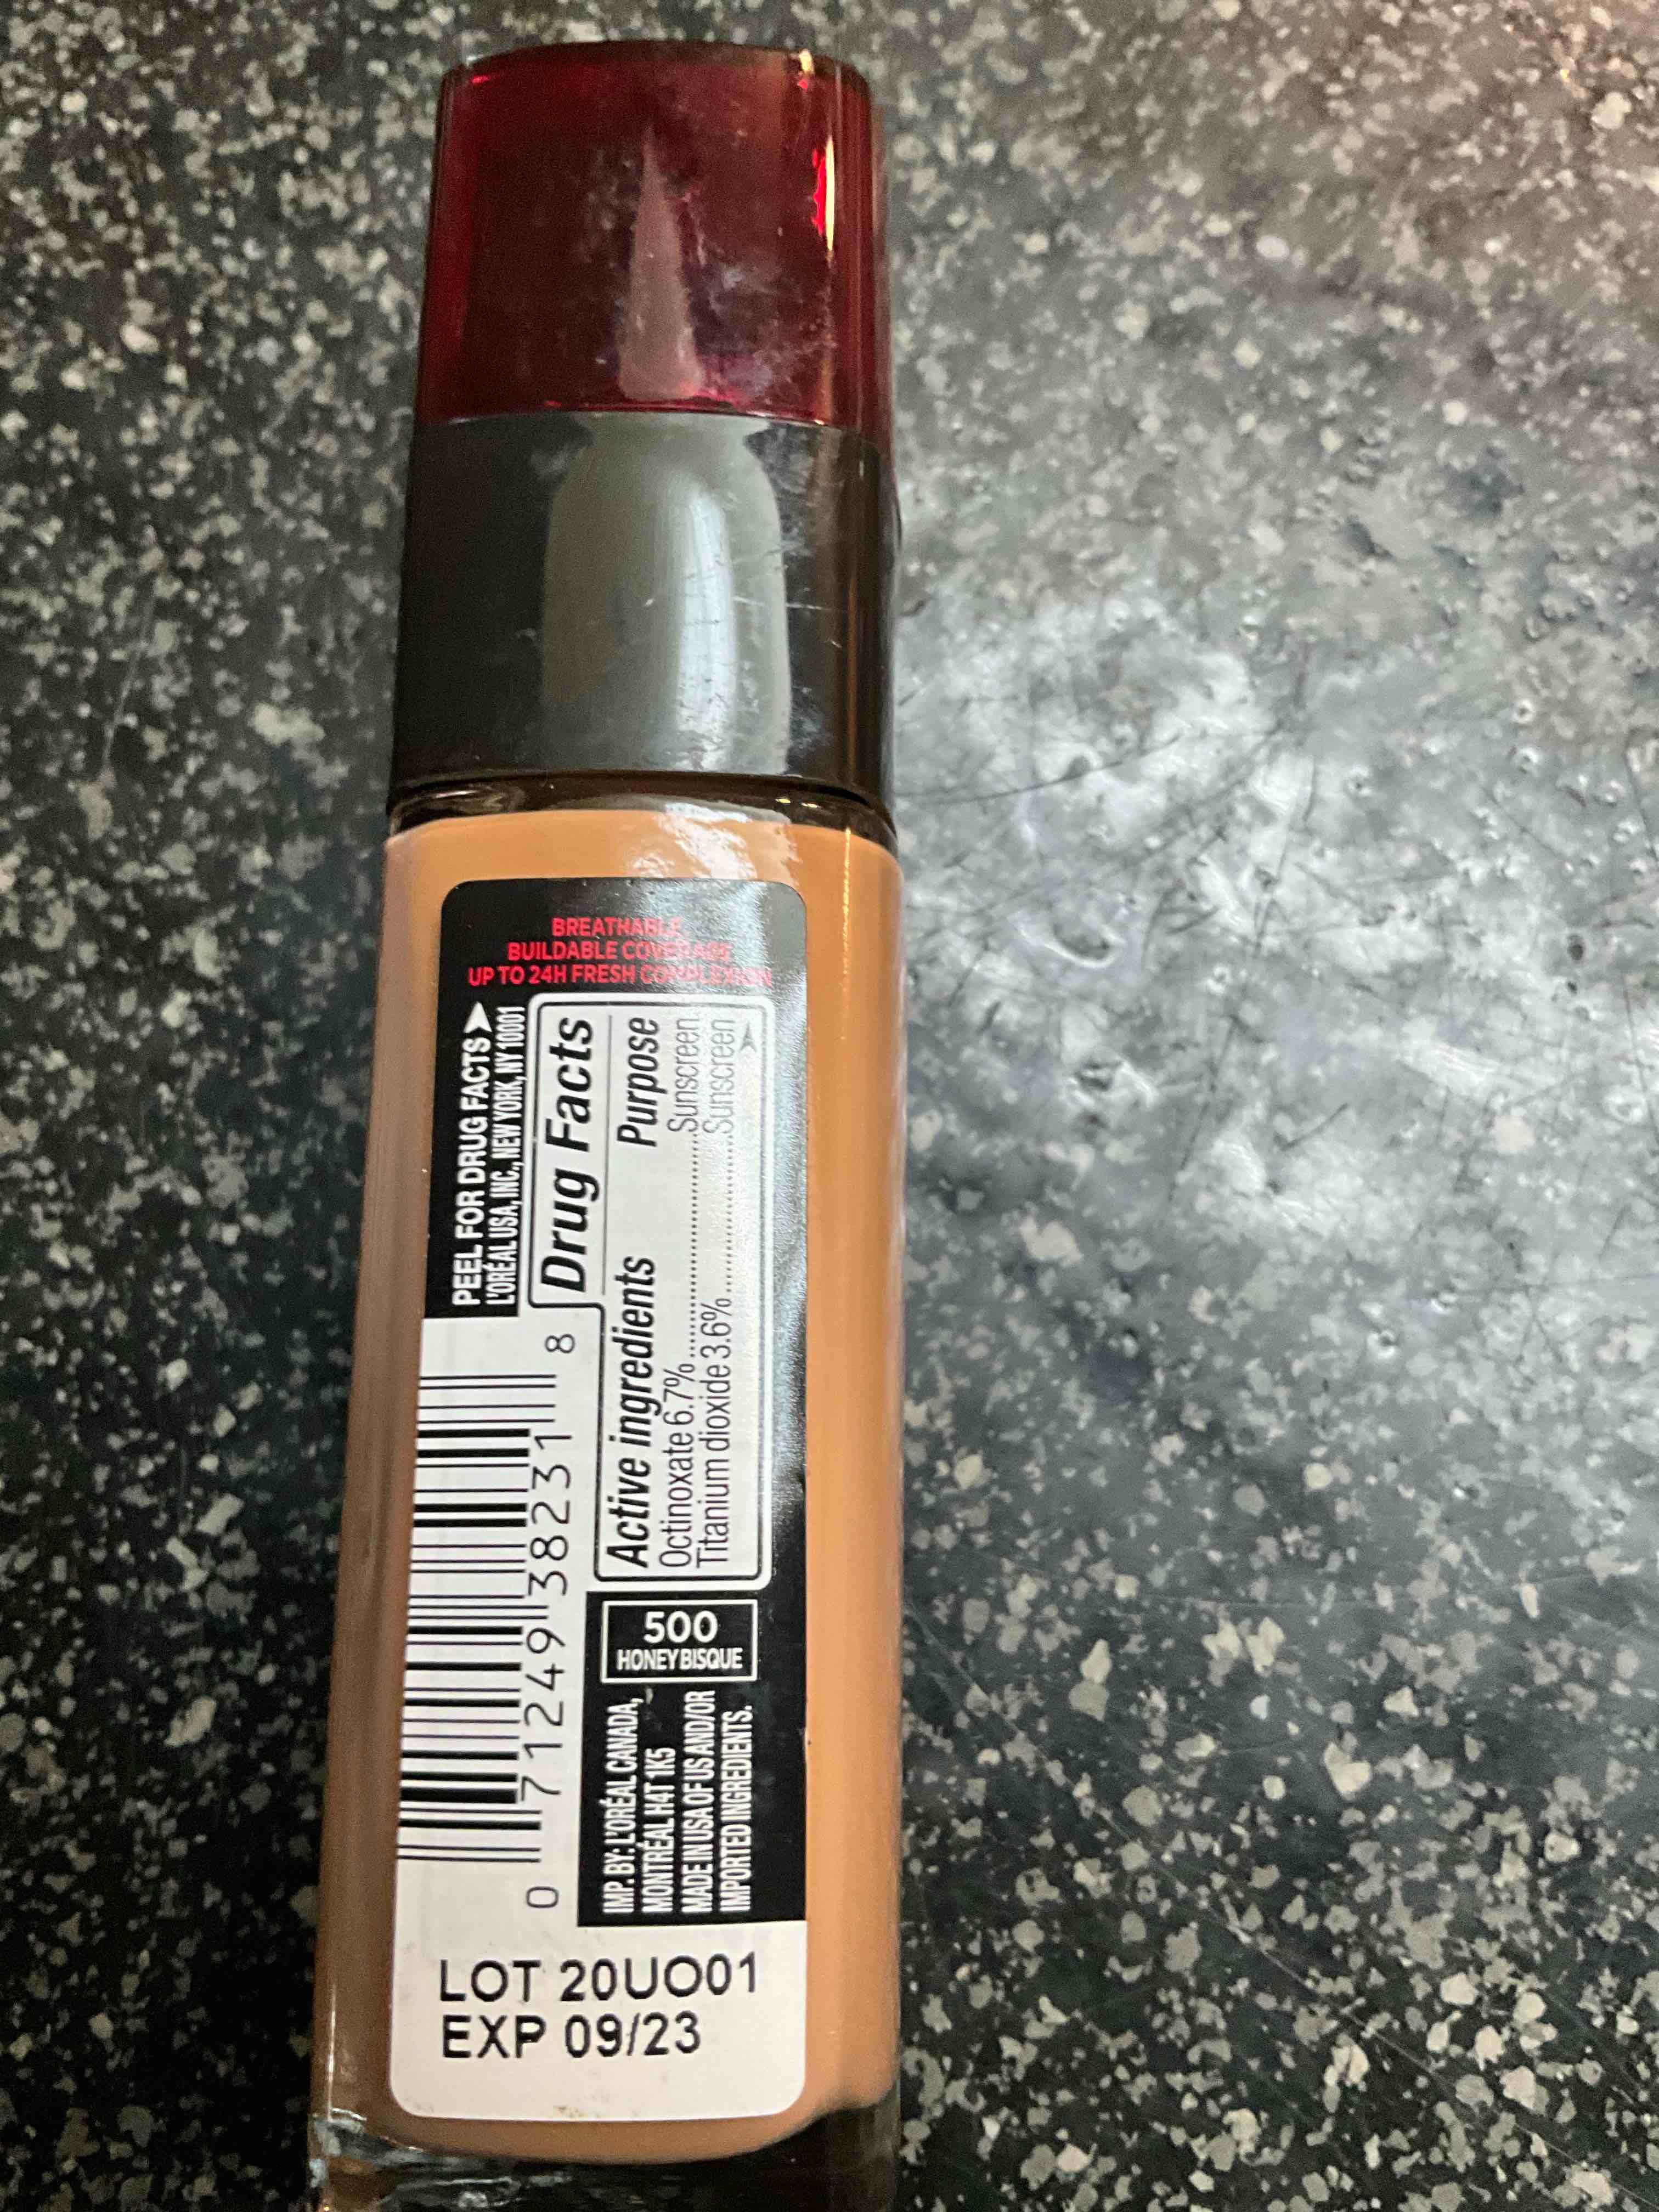 BREATHABLE
BUILDABLE COVERAGE
UP TO 24H FRESH COMPLEXION
PEEL FOR DRUG FACTS
L'ORÉAL USA, INC., NEW YORK, NY 10001
Drug Facts
Active ingredients Purpose
Octinoxate 6.7%....................Sunscreen
Titanium dioxide 3.6%....................Sunscreen
0 71249 38231 8
500
HONEY BISQUE
IMP. BY: L'ORÉAL CANADA,
MONTRÉAL H4T 1K5
MADE IN USA OF US AND/OR
IMPORTED INGREDIENTS.
LOT 20UO01
EXP 09/23